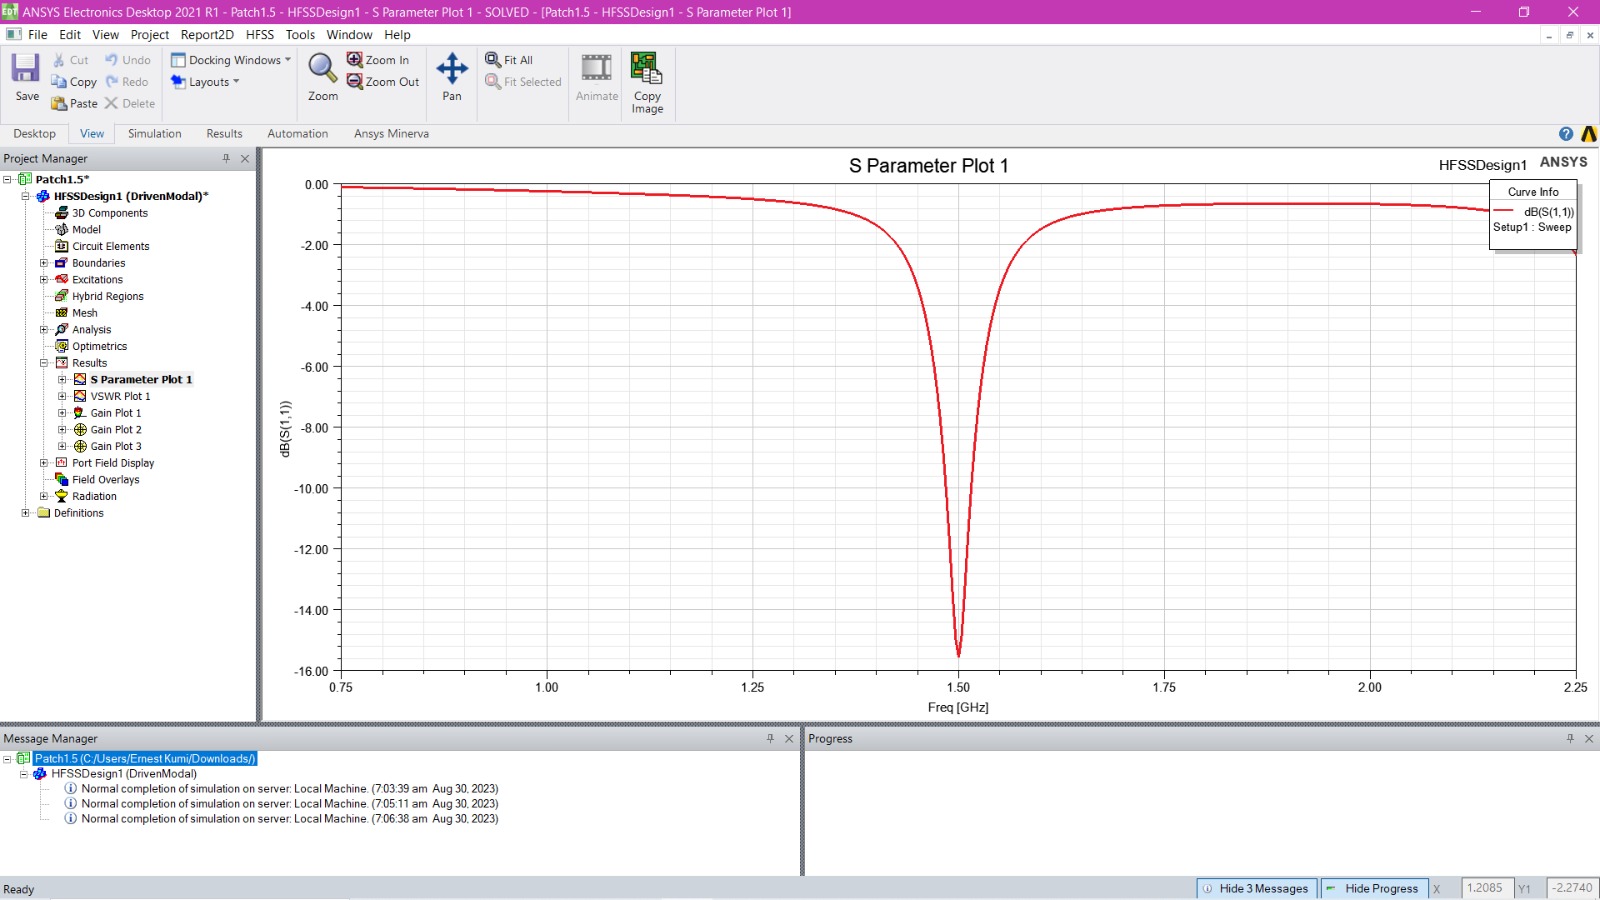 ANSYS Electronics Desktop 2021 R1 - Patch1.5 - HFSSDesign1 - S Parameter Plot 1 - SOLVED - [Patch1.5 - HFSSDesign1 - S Parameter Plot 1]
File Edit View Project Report2D HFSS Tools Window Help
Save
Cut
Copy
Paste
Undo
Redo
Delete
Docking Windows
Layouts
Zoom
Zoom In
Zoom Out
Pan
Fit All
Fit Selected
Animate
Copy
Image
Desktop View Simulation Results Automation Ansys Minerva
Project Manager
Patch1.5*
HFSSDesign1 (DrivenModal)*
3D Components
Model
Circuit Elements
Boundaries
Excitations
Hybrid Regions
Mesh
Analysis
Optimetrics
Results
S Parameter Plot 1
VSWR Plot 1
Gain Plot 1
Gain Plot 2
Gain Plot 3
Port Field Display
Field Overlays
Radiation
Definitions
S Parameter Plot 1
HFSSDesign1
ANSYS
Curve Info
dB(S(1,1))
Setup1 : Sweep
0.00
-2.00
-4.00
-6.00
-8.00
-10.00
-12.00
-14.00
-16.00
dB(S(1,1))
0.75 1.00 1.25 1.50 1.75 2.00 2.25
Freq [GHz]
Message Manager
Patch1.5 (C:/Users/Ernest Kumi/Downloads/)
HFSSDesign1 (DrivenModal)
Normal completion of simulation on server: Local Machine. (7:03:39 am Aug 30, 2023)
Normal completion of simulation on server: Local Machine. (7:05:11 am Aug 30, 2023)
Normal completion of simulation on server: Local Machine. (7:06:38 am Aug 30, 2023)
Progress
Ready
Hide 3 Messages
Hide Progress
X 1.2085 Y1 -2.2740